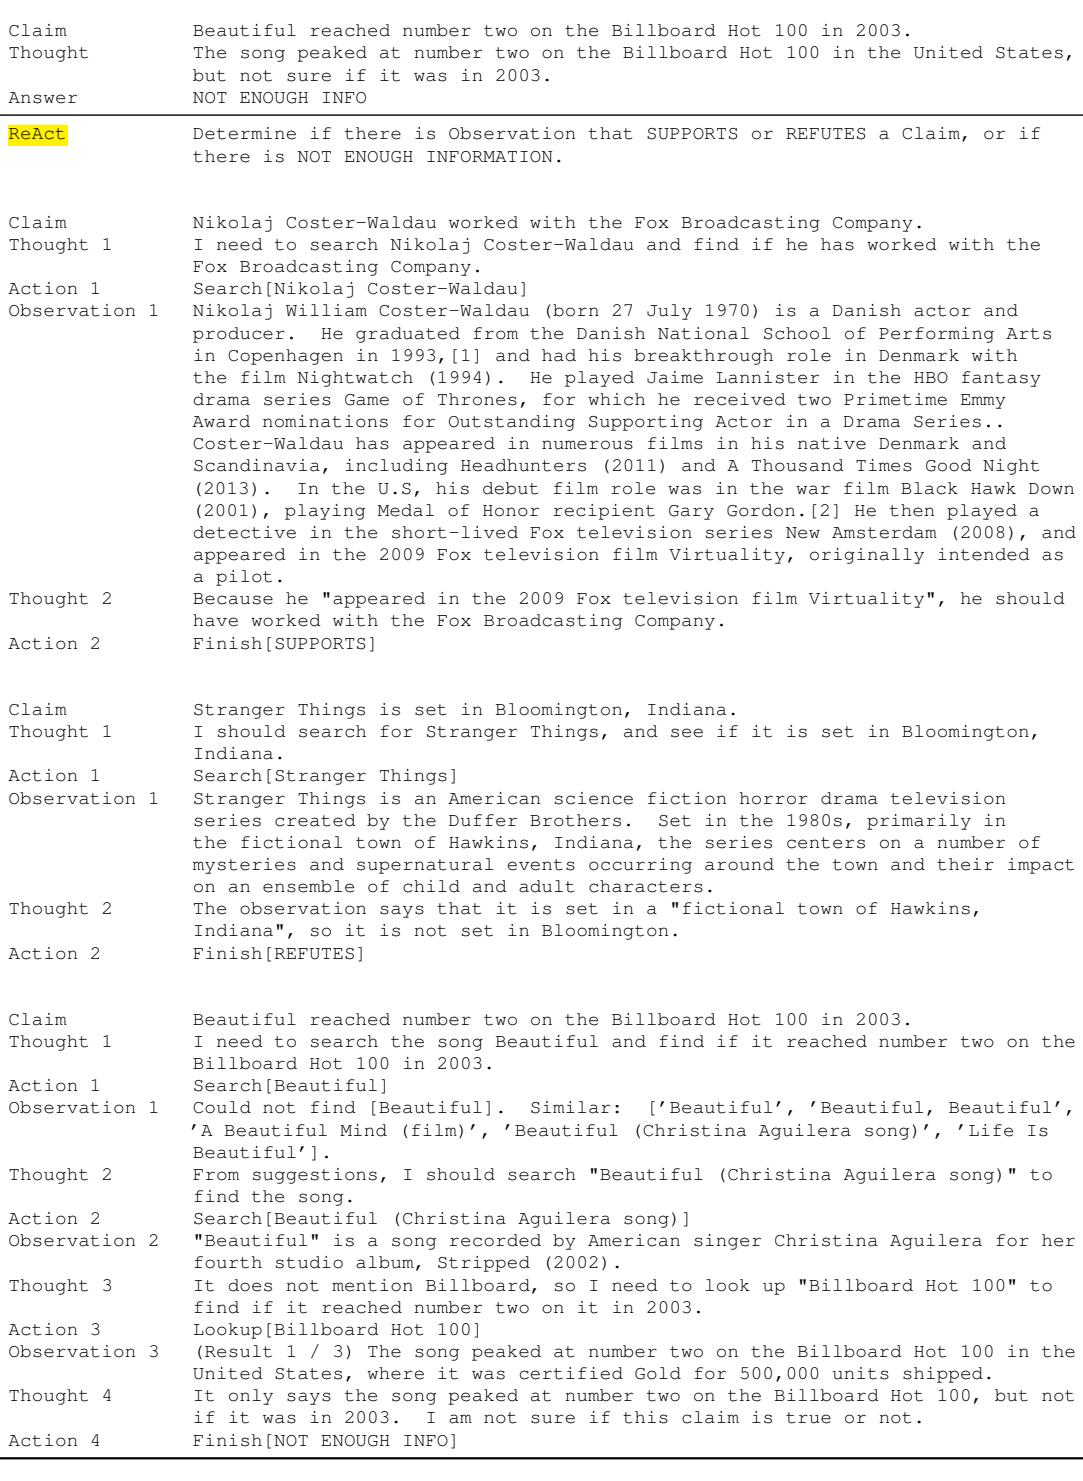 Claim Beautiful reached number two on the Billboard Hot 100 in 2003.
Thought The song peaked at number two on the Billboard Hot 100 in the United States,
but not sure if it was in 2003.
Answer NOT ENOUGH INFO
ReAct Determine if there is Observation that SUPPORTS or REFUTES a Claim, or if
there is NOT ENOUGH INFORMATION.
Claim Nikolaj Coster-Waldau worked with the Fox Broadcasting Company.
Thought 1 I need to search Nikolaj Coster-Waldau and find if he has worked with the
Fox Broadcasting Company.
Action 1 Search[Nikolaj Coster-Waldau]
Observation 1 Nikolaj William Coster-Waldau (born 27 July 1970) is a Danish actor and
producer. He graduated from the Danish National School of Performing Arts
in Copenhagen in 1993,[1] and had his breakthrough role in Denmark with
the film Nightwatch (1994). He played Jaime Lannister in the HBO fantasy
drama series Game of Thrones, for which he received two Primetime Emmy
Award nominations for Outstanding Supporting Actor in a Drama Series..
Coster-Waldau has appeared in numerous films in his native Denmark and
Scandinavia, including Headhunters (2011) and A Thousand Times Good Night
(2013). In the U.S, his debut film role was in the war film Black Hawk Down
(2001), playing Medal of Honor recipient Gary Gordon.[2] He then played a
detective in the short-lived Fox television series New Amsterdam (2008), and
appeared in the 2009 Fox television film Virtuality, originally intended as
a pilot.
Thought 2 Because he "appeared in the 2009 Fox television film Virtuality", he should
have worked with the Fox Broadcasting Company.
Action 2 Finish[SUPPORTS]
Claim Stranger Things is set in Bloomington, Indiana.
Thought 1 I should search for Stranger Things, and see if it is set in Bloomington,
Indiana.
Action 1 Search[Stranger Things]
Observation 1 Stranger Things is an American science fiction horror drama television
series created by the Duffer Brothers. Set in the 1980s, primarily in
the fictional town of Hawkins, Indiana, the series centers on a number of
mysteries and supernatural events occurring around the town and their impact
on an ensemble of child and adult characters.
Thought 2 The observation says that it is set in a "fictional town of Hawkins,
Indiana", so it is not set in Bloomington.
Action 2 Finish[REFUTES]
Claim Beautiful reached number two on the Billboard Hot 100 in 2003.
Thought 1 I need to search the song Beautiful and find if it reached number two on the
Billboard Hot 100 in 2003.
Action 1 Search[Beautiful]
Observation 1 Could not find [Beautiful]. Similar: [’Beautiful’, ’Beautiful, Beautiful’,
’A Beautiful Mind (film)’, ’Beautiful (Christina Aguilera song)’, ’Life Is
Beautiful’].
Thought 2 From suggestions, I should search "Beautiful (Christina Aguilera song)" to
find the song.
Action 2 Search[Beautiful (Christina Aguilera song)]
Observation 2 "Beautiful" is a song recorded by American singer Christina Aguilera for her
fourth studio album, Stripped (2002).
Thought 3 It does not mention Billboard, so I need to look up "Billboard Hot 100" to
find if it reached number two on it in 2003.
Action 3 Lookup[Billboard Hot 100]
Observation 3 (Result 1 / 3) The song peaked at number two on the Billboard Hot 100 in the
United States, where it was certified Gold for 500,000 units shipped.
Thought 4 It only says the song peaked at number two on the Billboard Hot 100, but not
if it was in 2003. I am not sure if this claim is true or not.
Action 4 Finish[NOT ENOUGH INFO]